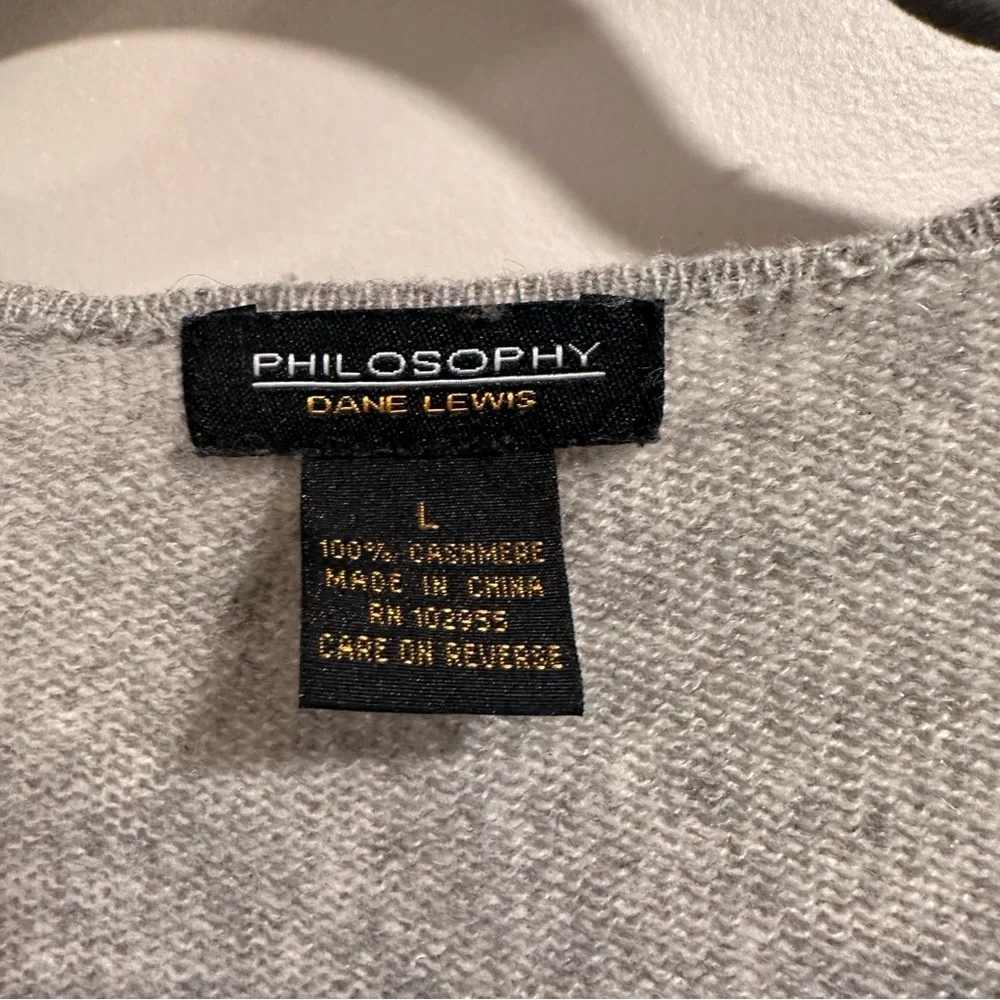 PHILOSOPHY
DANE LEWIS
L
100% CASHMERE
MADE IN CHINA
RN 102955
CARE ON REVERSE